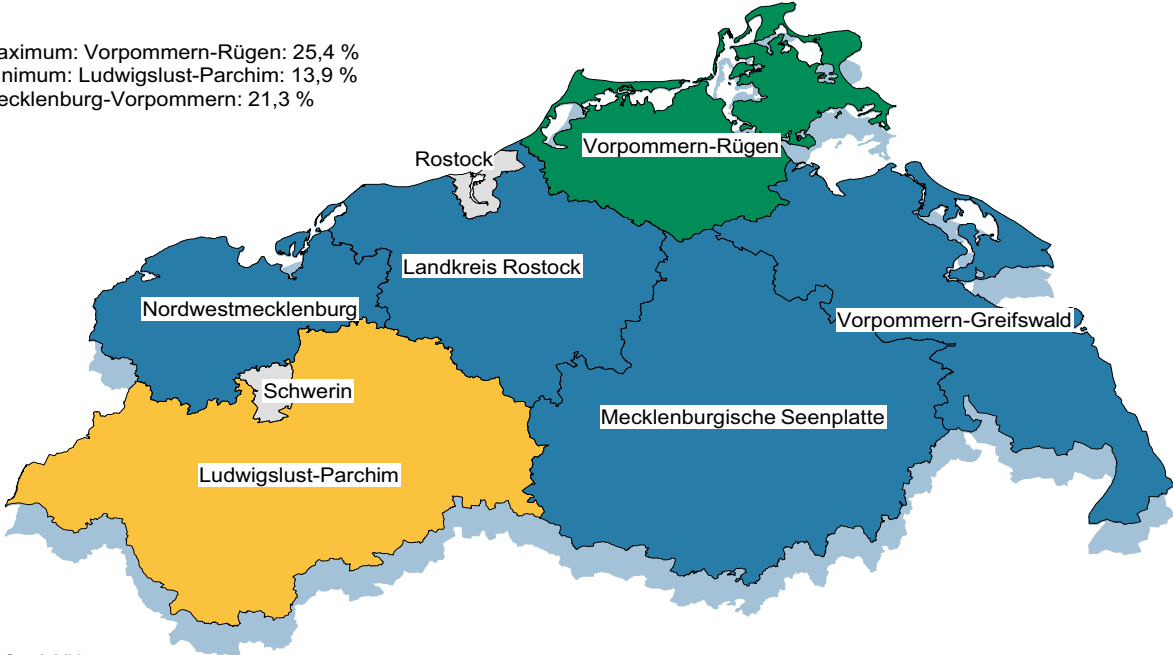 aximum: Vorpommern-Rügen: 25,4 %
inimum: Ludwigslust-Parchim: 13,9 %
ecklenburg-Vorpommern: 21,3 %
Vorpommern-Rügen
Rostock
Landkreis Rostock
Nordwestmecklenburg
Vorpommern-Greifswald
Schwerin
Mecklenburgische Seenplatte
Ludwigslust-Parchim